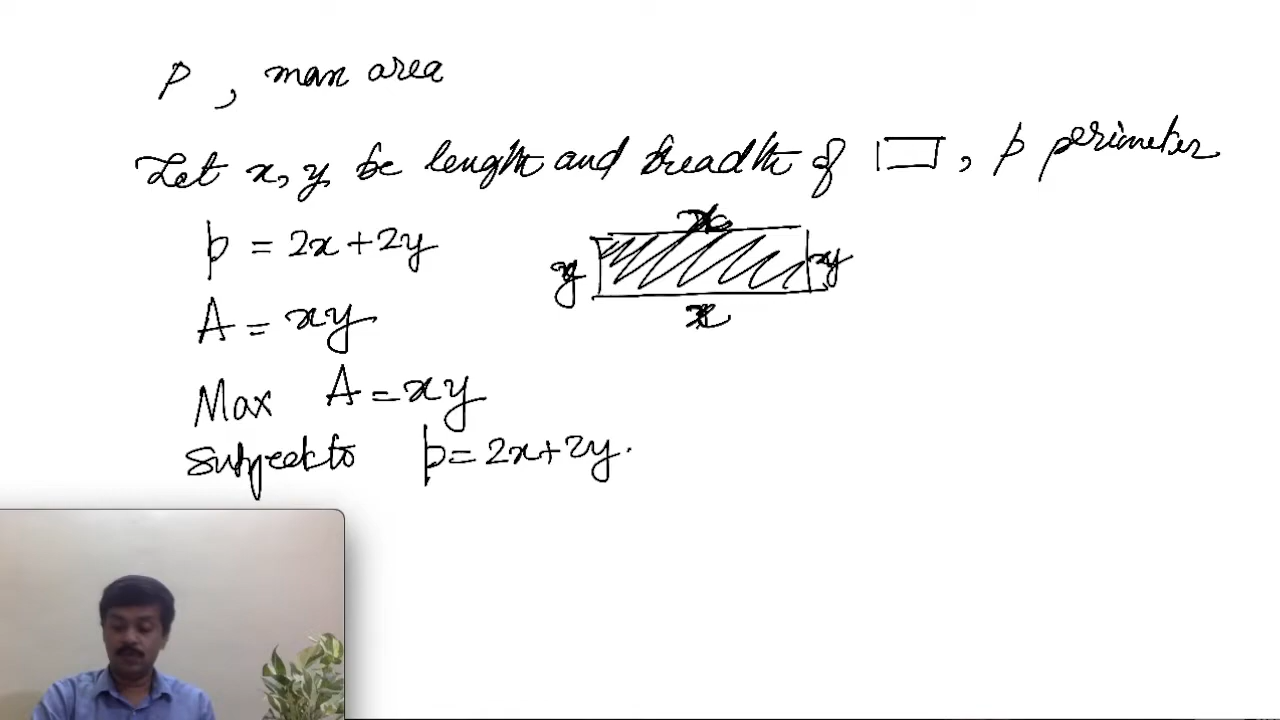 p, max area
Let x, y, be length and breadth of ▭, p perimeter
p = 2x+2y
x
y
y
x
A = xy
Max A = xy
Subject to p = 2x+2y.